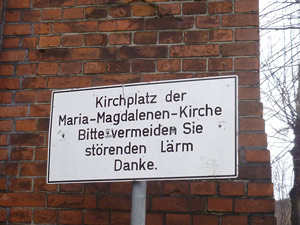 Kirchplatz der
Maria-Magdalenen-Kirche
Bitte vermeiden Sie
störenden Lärm
Danke.